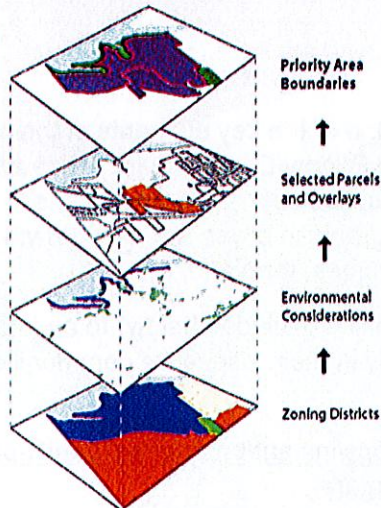 Priority Area
Boundaries
Selected Parcels
and Overlays
Environmental
Considerations
Zoning Districts